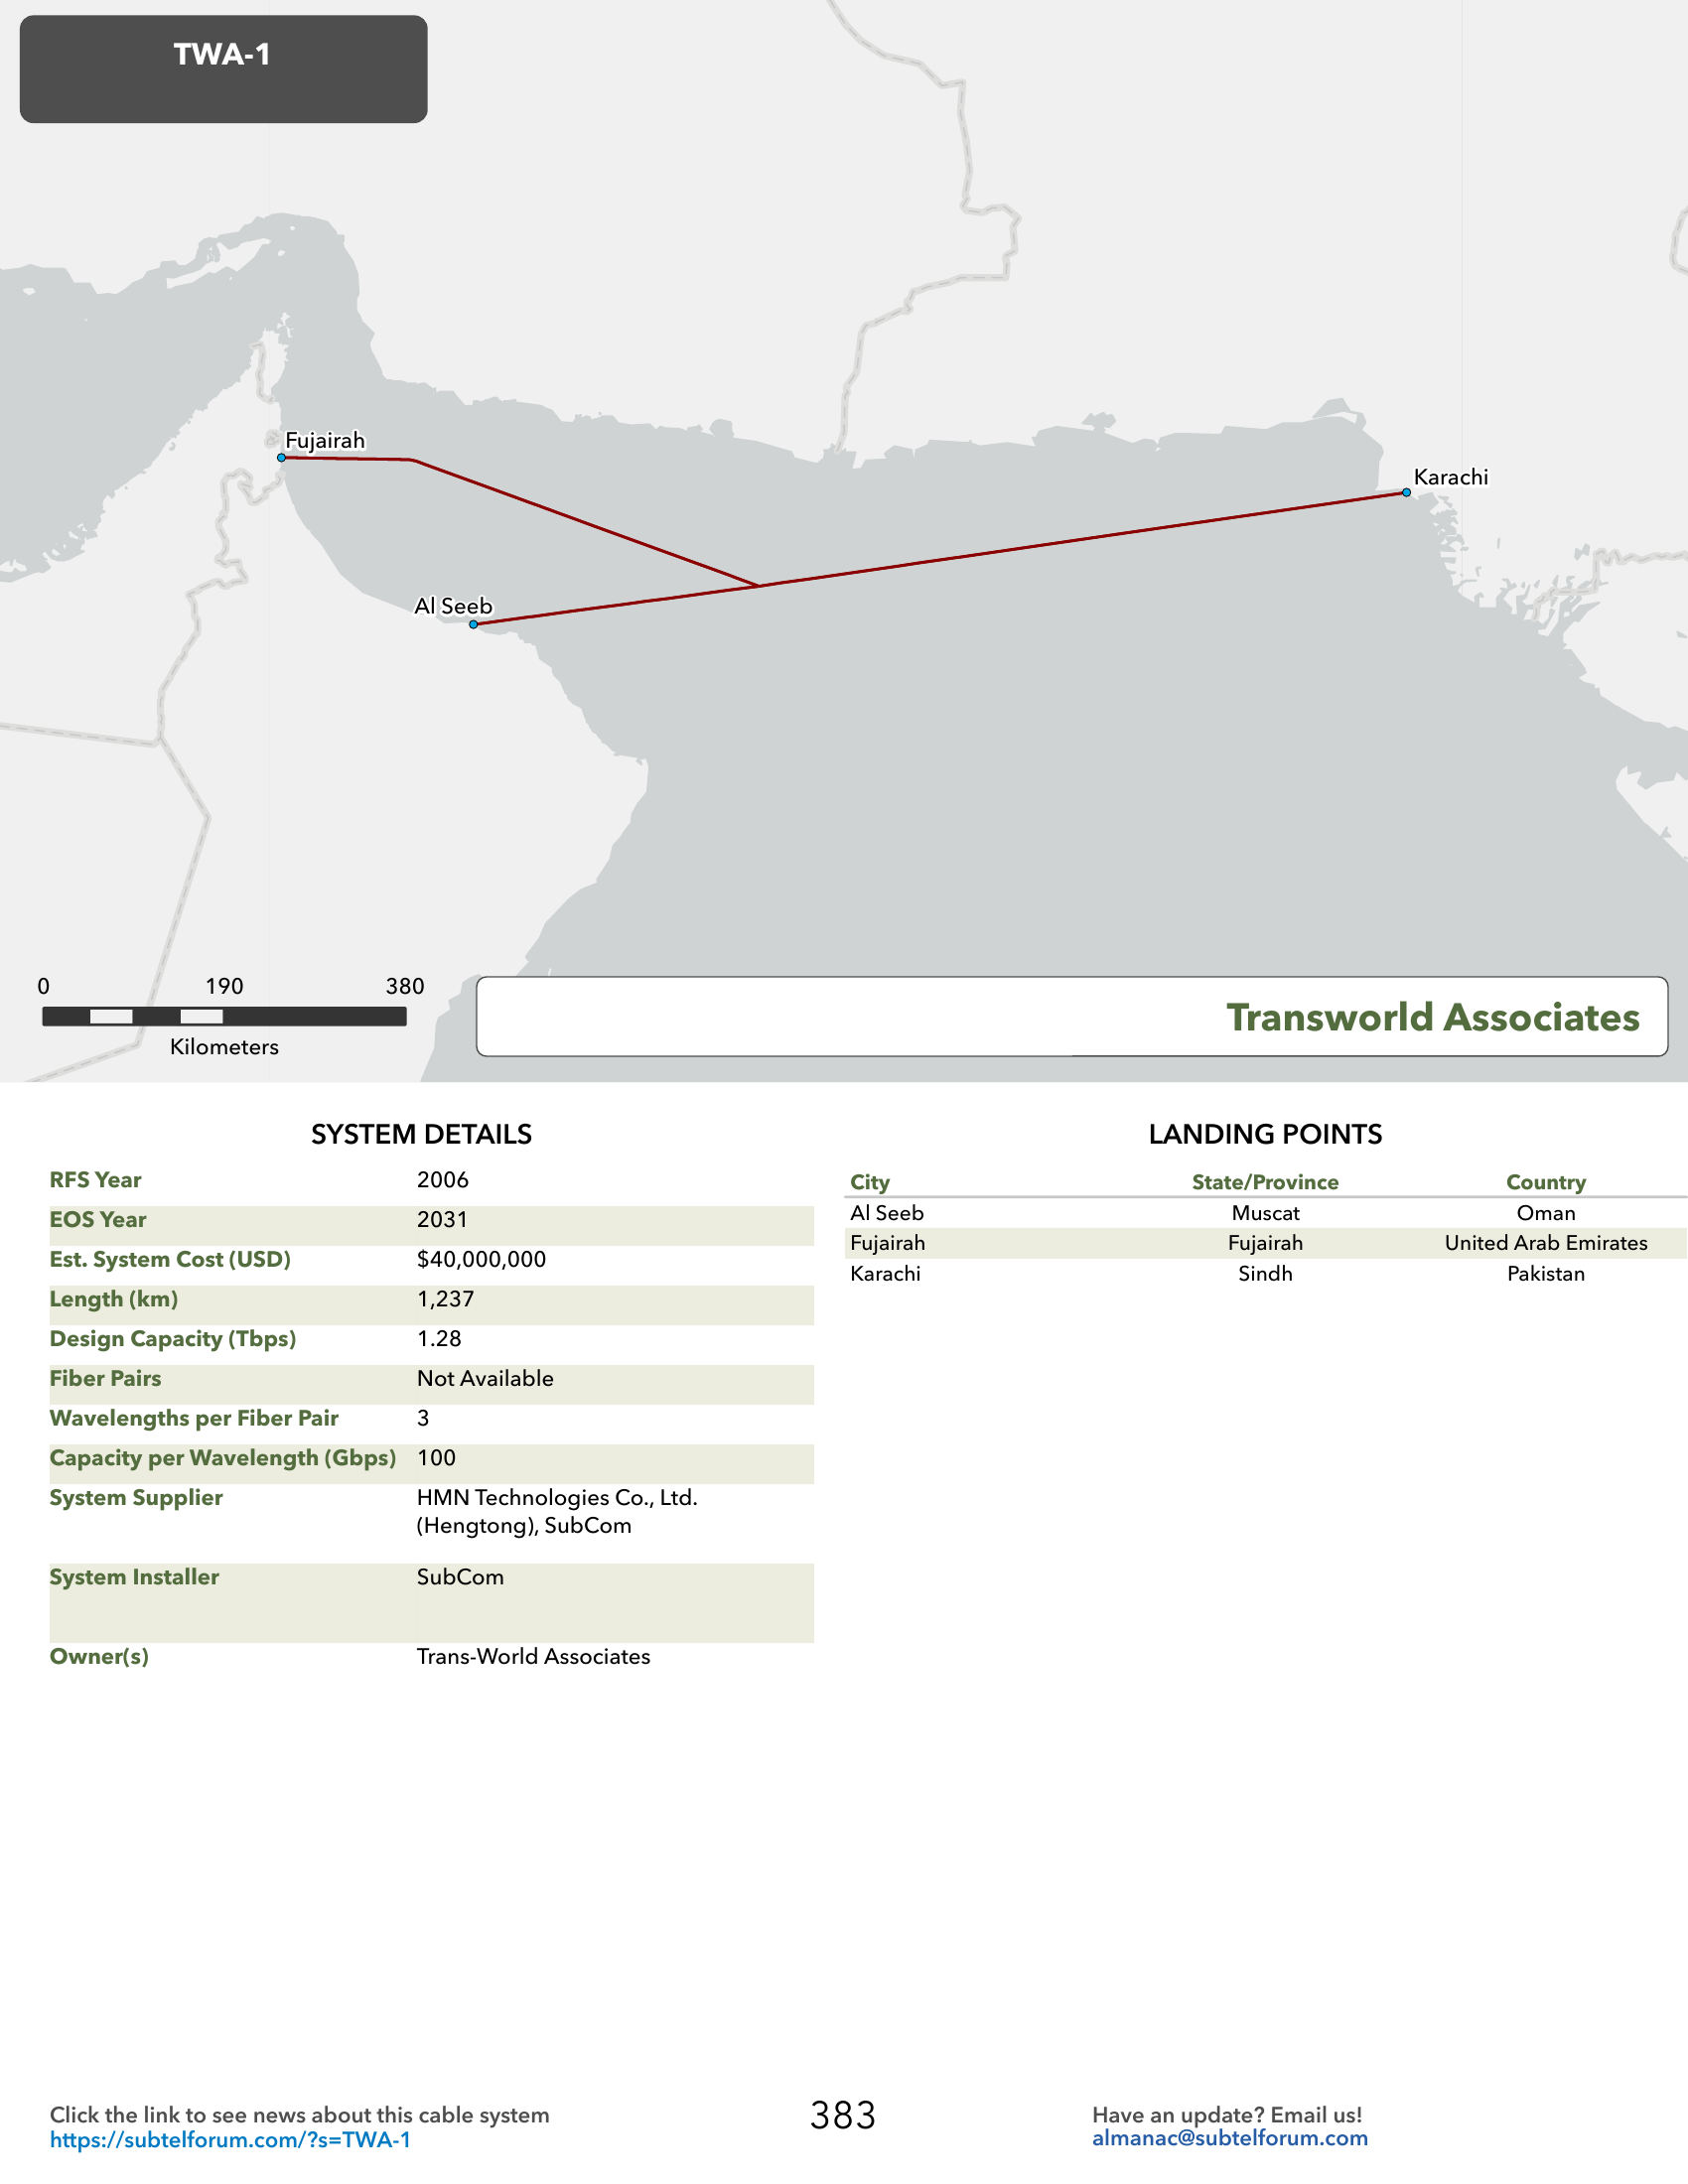 TWA-1
Fujairah
Karachi
Al Seeb
0 190 380
Kilometers
Transworld Associates
SYSTEM DETAILS
RFS Year 2006
EOS Year 2031
Est. System Cost (USD) $40,000,000
Length (km) 1,237
Design Capacity (Tbps) 1.28
Fiber Pairs Not Available
Wavelengths per Fiber Pair 3
Capacity per Wavelength (Gbps) 100
System Supplier HMN Technologies Co., Ltd.
(Hengtong), SubCom
System Installer SubCom
Owner(s) Trans-World Associates
LANDING POINTS
City State/Province Country
Al Seeb Muscat Oman
Fujairah Fujairah United Arab Emirates
Karachi Sindh Pakistan
Click the link to see news about this cable system
https://subtelforum.com/?s=TWA-1
383
Have an update? Email us!
almanac@subtelforum.com